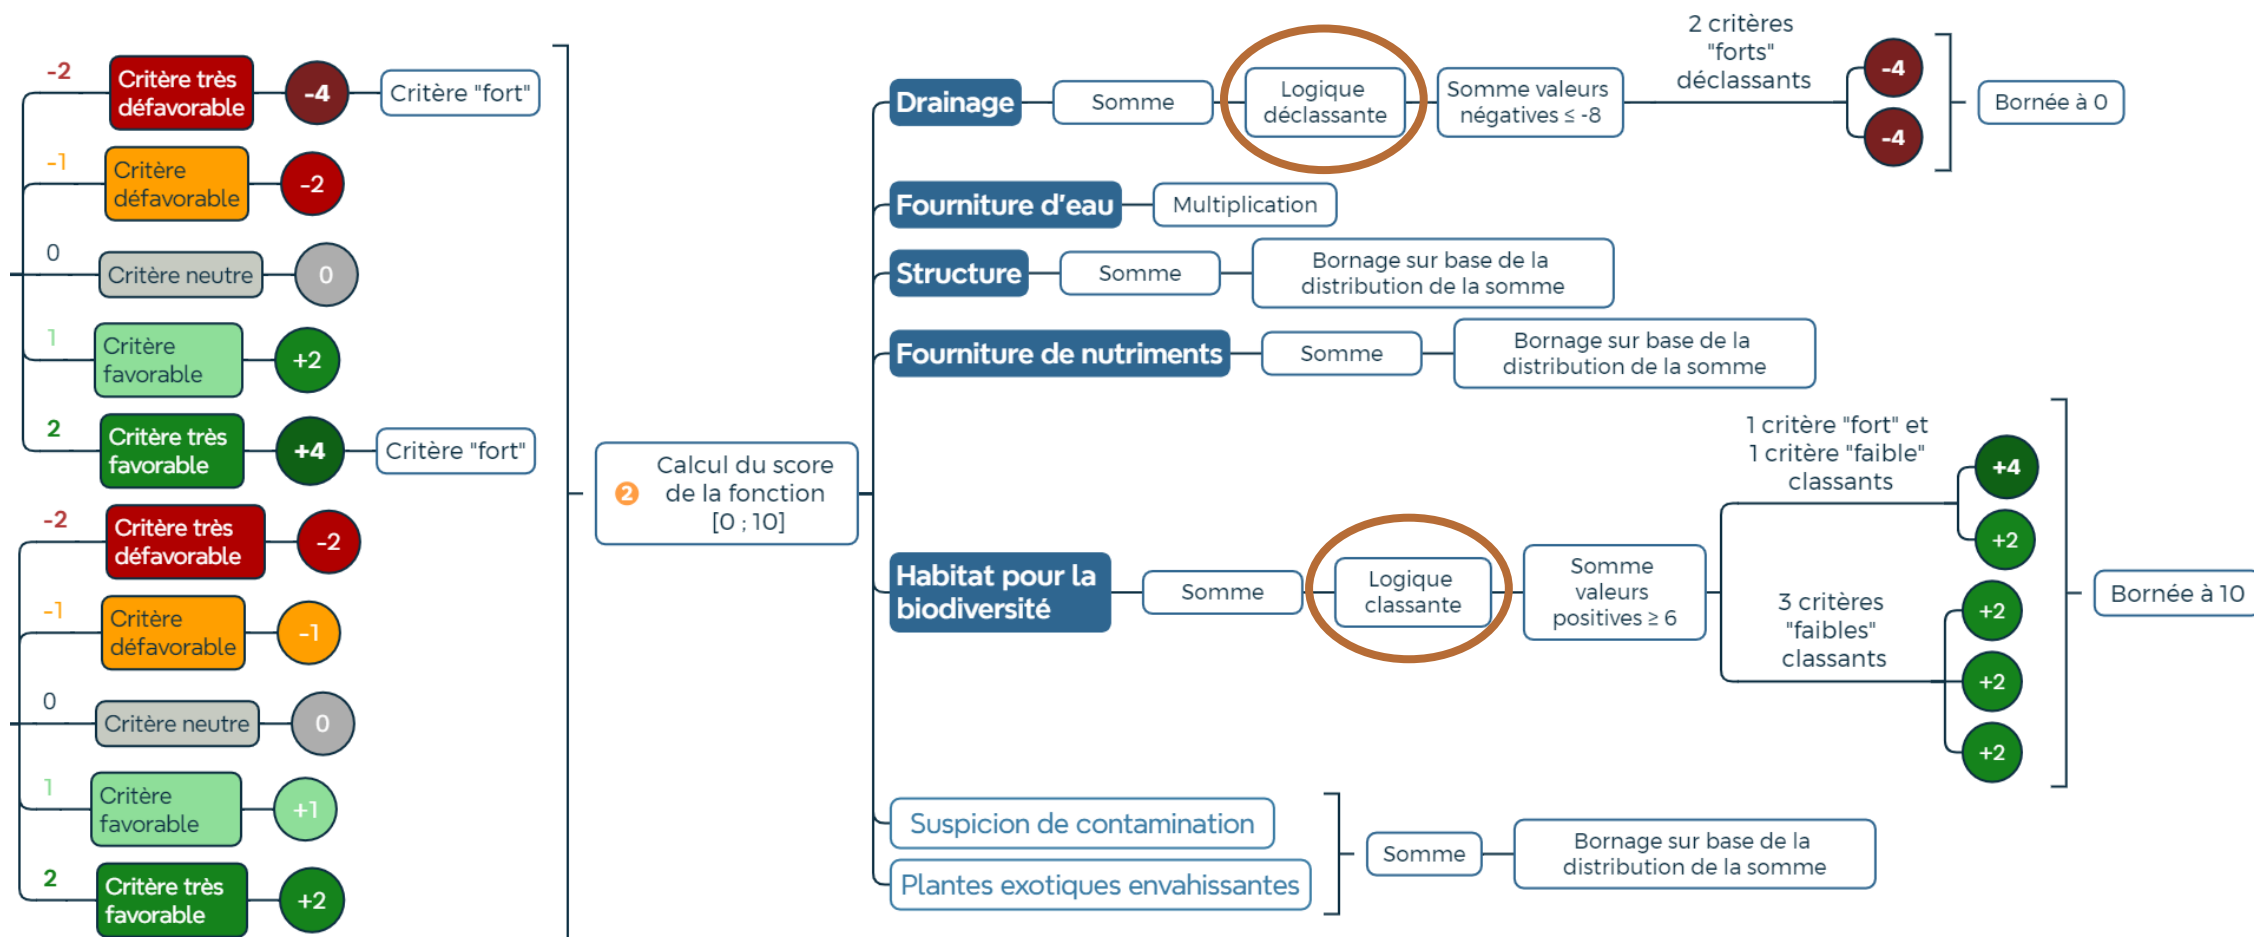 -2
Critère très
défavorable
-4
Critère "fort"
-1
Critère
défavorable
-2
0
Critère neutre
0
1
Critère
favorable
+2
2
Critère très
favorable
+4
Critère "fort"
-2
Critère très
défavorable
-2
-1
Critère
défavorable
-1
0
Critère neutre
0
1
Critère
favorable
+1
2
Critère très
favorable
+2
2
Calcul du score
de la fonction
[0 ; 10]
Drainage
Somme
Logique
déclassante
Somme valeurs
négatives ≤ -8
2 critères
"forts"
déclassants
-4
-4
Bornée à 0
Fourniture d'eau
Multiplication
Structure
Somme
Bornage sur base de la
distribution de la somme
Fourniture de nutriments
Somme
Bornage sur base de la
distribution de la somme
Habitat pour la
biodiversité
Somme
Logique
classante
Somme
valeurs
positives ≥ 6
1 critère "fort" et
1 critère "faible"
classants
+4
+2
3 critères
"faibles"
classants
+2
+2
+2
Bornée à 10
Suspicion de contamination
Plantes exotiques envahissantes
Somme
Bornage sur base de la
distribution de la somme